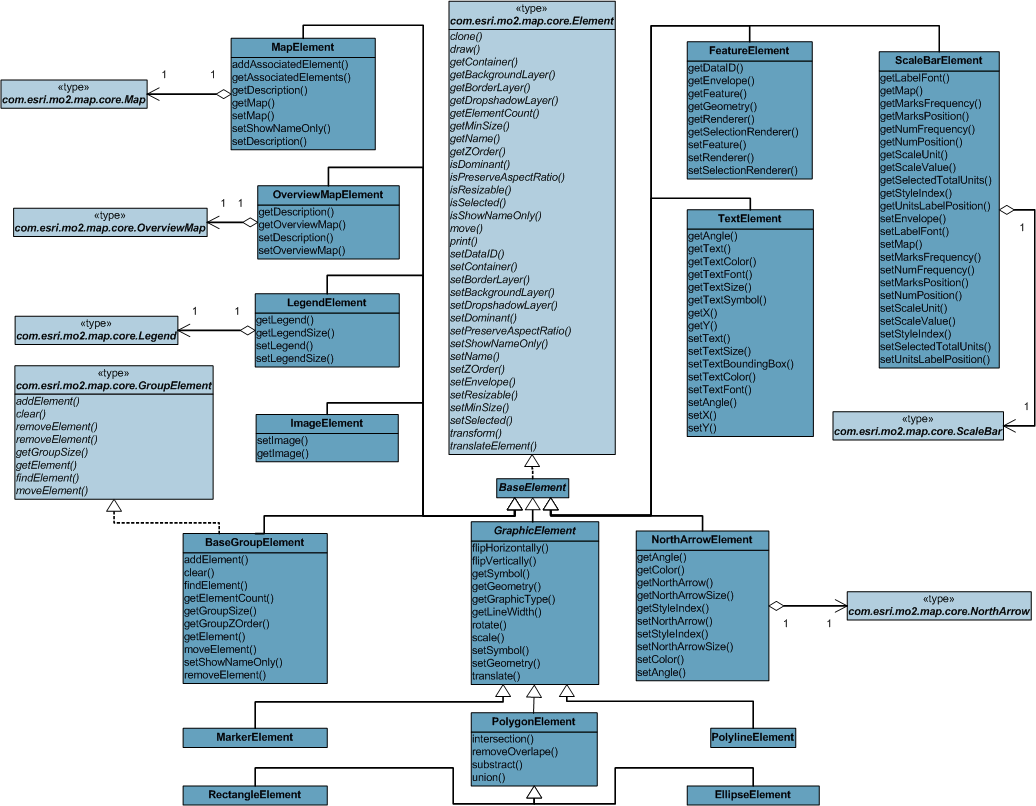 «type»
com.esri.mo2.map.core.Element
clone()
draw()
getContainer()
getBackgroundLayer()
getBorderLayer()
getDropshadowLayer()
getElementCount()
getMinSize()
getName()
getZOrder()
isDominant()
isPreserveAspectRatio()
isResizable()
isSelected()
isShowNameOnly()
move()
print()
setDataID()
setContainer()
setBorderLayer()
setBackgroundLayer()
setDropshadowLayer()
setDominant()
setPreserveAspectRatio()
setShowNameOnly()
setName()
setZOrder()
setEnvelope()
setResizable()
setMinSize()
setSelected()
transform()
translateElement()
MapElement
addAssociatedElement()
getAssociatedElements()
getDescription()
getMap()
setMap()
setShowNameOnly()
setDescription()
1
1
«type»
com.esri.mo2.map.core.Map
OverviewMapElement
getDescription()
getOverviewMap()
setDescription()
setOverviewMap()
1
1
«type»
com.esri.mo2.map.core.OverviewMap
LegendElement
getLegend()
getLegendSize()
setLegend()
setLegendSize()
1
1
«type»
com.esri.mo2.map.core.Legend
«type»
com.esri.mo2.map.core.GroupElement
addElement()
clear()
removeElement()
removeElement()
getGroupSize()
getElement()
findElement()
moveElement()
ImageElement
setImage()
getImage()
FeatureElement
getDataID()
getEnvelope()
getFeature()
getGeometry()
getRenderer()
getSelectionRenderer()
setFeature()
setRenderer()
setSelectionRenderer()
ScaleBarElement
getLabelFont()
getMap()
getMarksFrequency()
getMarksPosition()
getNumFrequency()
getNumPosition()
getScaleUnit()
getScaleValue()
getSelectedTotalUnits()
getStyleIndex()
getUnitsLabelPosition()
setEnvelope()
setLabelFont()
setMap()
setMarksFrequency()
setNumFrequency()
setMarksPosition()
setNumPosition()
setScaleUnit()
setScaleValue()
setStyleIndex()
setSelectedTotalUnits()
setUnitsLabelPosition()
1
1
«type»
com.esri.mo2.map.core.ScaleBar
TextElement
getAngle()
getText()
getTextColor()
getTextFont()
getTextSize()
getTextSymbol()
getX()
getY()
setText()
setTextSize()
setTextBoundingBox()
setTextColor()
setTextFont()
setAngle()
setX()
setY()
BaseElement
BaseGroupElement
addElement()
clear()
findElement()
getElementCount()
getGroupSize()
getGroupZOrder()
getElement()
moveElement()
setShowNameOnly()
removeElement()
GraphicElement
flipHorizontally()
flipVertically()
getSymbol()
getGeometry()
getGraphicType()
getLineWidth()
rotate()
scale()
setSymbol()
setGeometry()
translate()
NorthArrowElement
getAngle()
getColor()
getNorthArrow()
getNorthArrowSize()
getStyleIndex()
setNorthArrow()
setStyleIndex()
setNorthArrowSize()
setColor()
setAngle()
1
1
«type»
com.esri.mo2.map.core.NorthArrow
MarkerElement
PolygonElement
intersection()
removeOverlape()
substract()
union()
PolylineElement
RectangleElement
EllipseElement